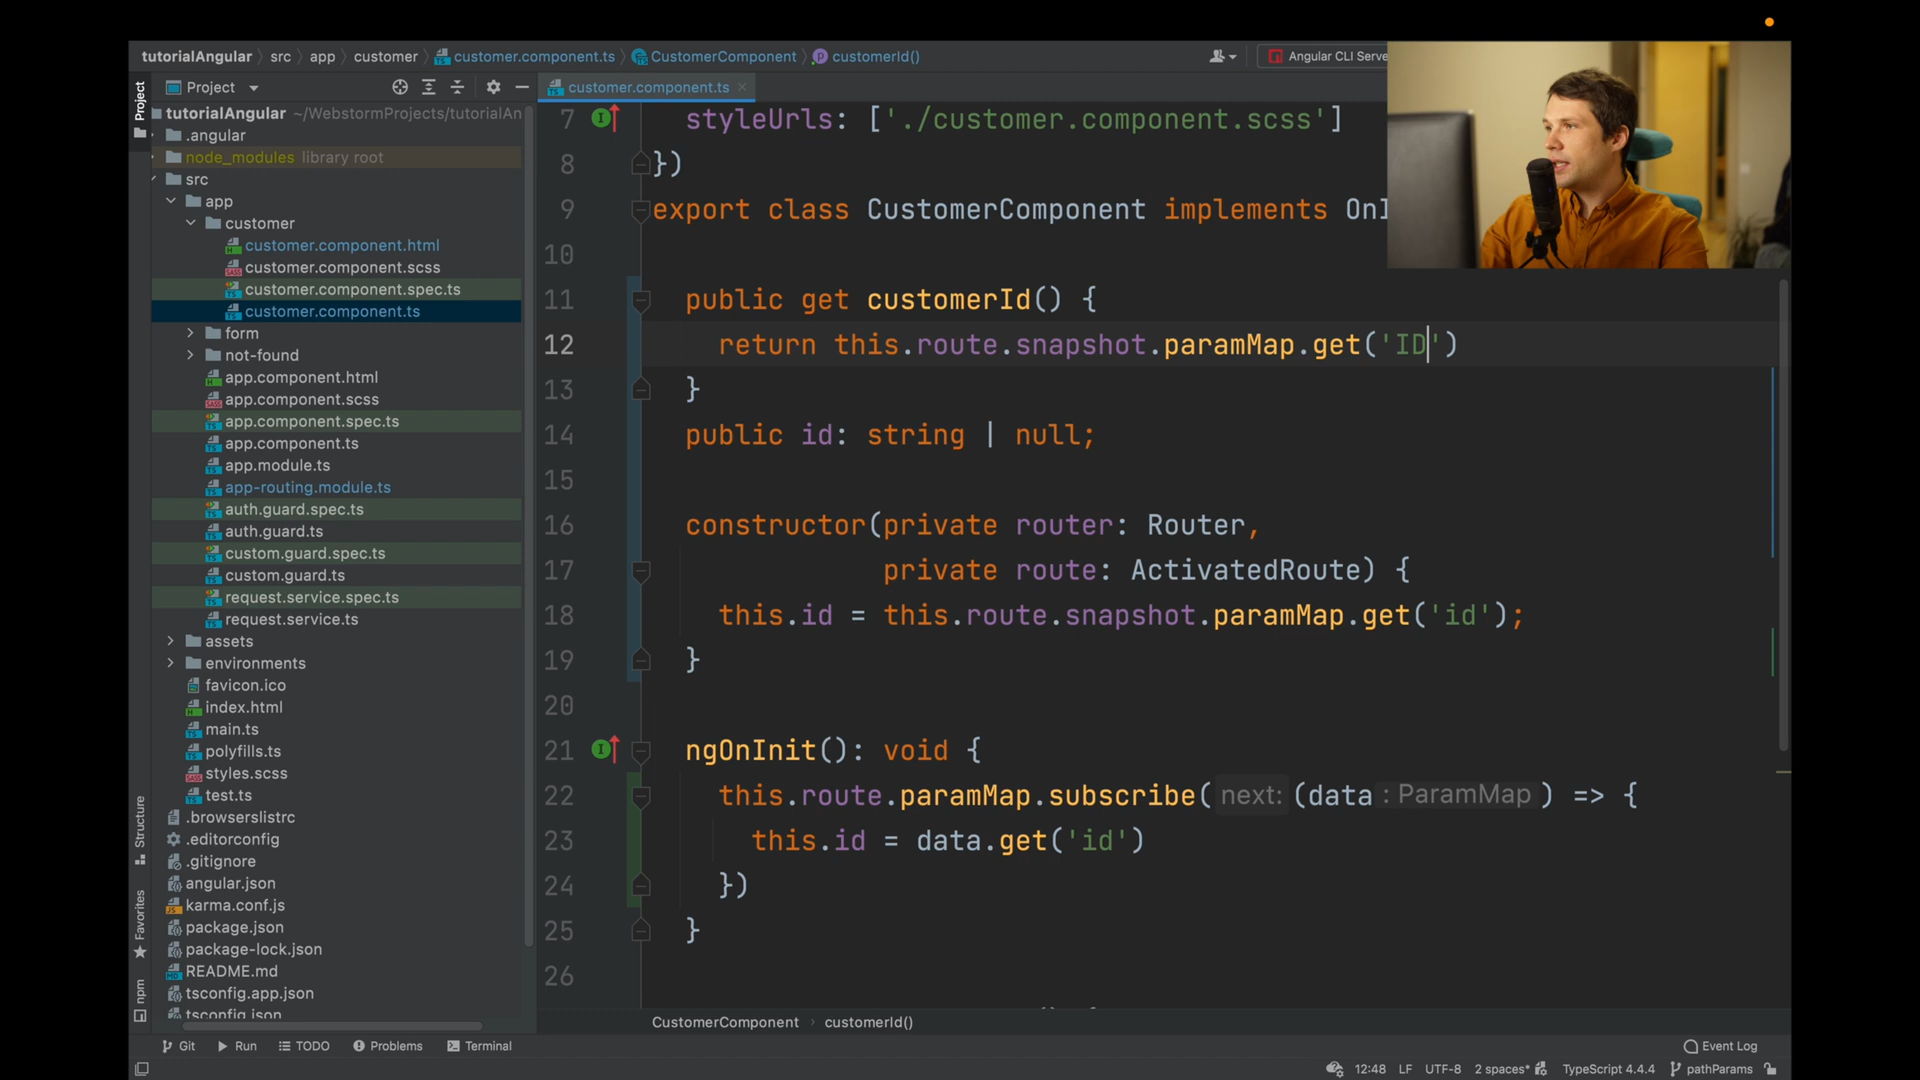 tutorialAngular src app customer customer.component.ts CustomerComponent customerId()
Angular CLI Serve
Project
Project
customer.component.ts
tutorialAngular ~/WebstormProjects/tutorialAn
.angular
node_modules library root
src
app
customer
customer.component.html
customer.component.scss
customer.component.spec.ts
customer.component.ts
form
not-found
app.component.html
app.component.scss
app.component.spec.ts
app.component.ts
app.module.ts
app-routing.module.ts
auth.guard.spec.ts
auth.guard.ts
custom.guard.spec.ts
custom.guard.ts
request.service.spec.ts
request.service.ts
assets
environments
favicon.ico
index.html
main.ts
polyfills.ts
styles.scss
test.ts
.browserslistrc
.editorconfig
.gitignore
angular.json
karma.conf.js
package.json
package-lock.json
README.md
tsconfig.app.json
tsconfig.json
Structure
Favorites
npm
7 styleUrls: ['./customer.component.scss']
8 })
9 export class CustomerComponent implements OnI
10
11 public get customerId() {
12 return this.route.snapshot.paramMap.get('ID')
13 }
14 public id: string | null;
15
16 constructor(private router: Router,
17 private route: ActivatedRoute) {
18 this.id = this.route.snapshot.paramMap.get('id');
19 }
20
21 ngOnInit(): void {
22 this.route.paramMap.subscribe( next: (data : ParamMap ) => {
23 this.id = data.get('id')
24 })
25 }
26
CustomerComponent customerId()
Git Run TODO Problems Terminal
Event Log
12:48 LF UTF-8 2 spaces* TypeScript 4.4.4 pathParams